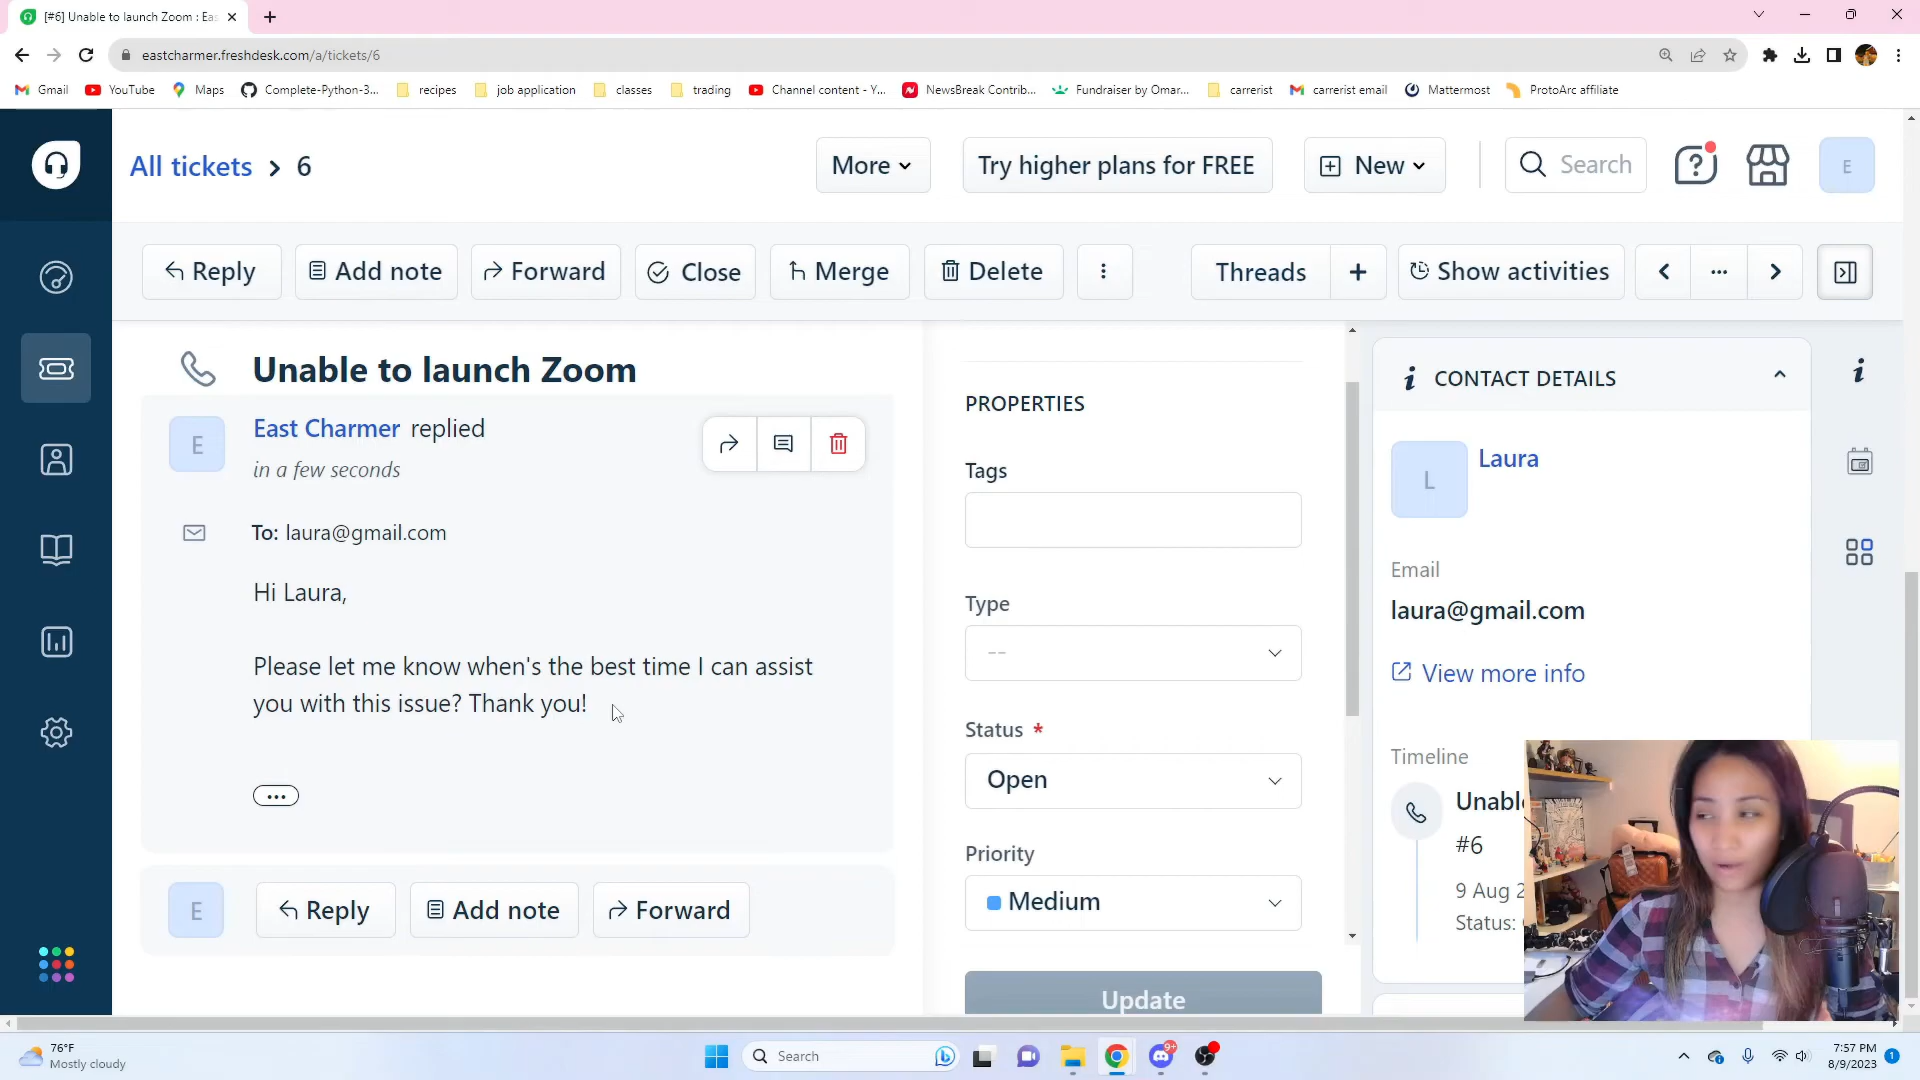 [#6] Unable to launch Zoom : Eas
eastcharmer.freshdesk.com/a/tickets/6
Gmail
YouTube
Maps
Complete-Python-3...
recipes
job application
classes
trading
Channel content - Y...
NewsBreak Contrib...
Fundraiser by Omar...
carrerist
carrerist email
Mattermost
ProtoArc affiliate
All tickets > 6
More
Try higher plans for FREE
New
Search
E
Reply
Add note
Forward
Close
Merge
Delete
Threads
Show activities
Unable to launch Zoom
E
East Charmer replied
in a few seconds
To: laura@gmail.com
Hi Laura,
Please let me know when's the best time I can assist
you with this issue? Thank you!
E
Reply
Add note
Forward
PROPERTIES
Tags
Type
--
Status *
Open
Priority
Medium
Update
CONTACT DETAILS
L
Laura
Email
laura@gmail.com
View more info
Timeline
#6
9 Aug 2
Status:
76°F
Mostly cloudy
Search
9+
7:57 PM
8/9/2023
1